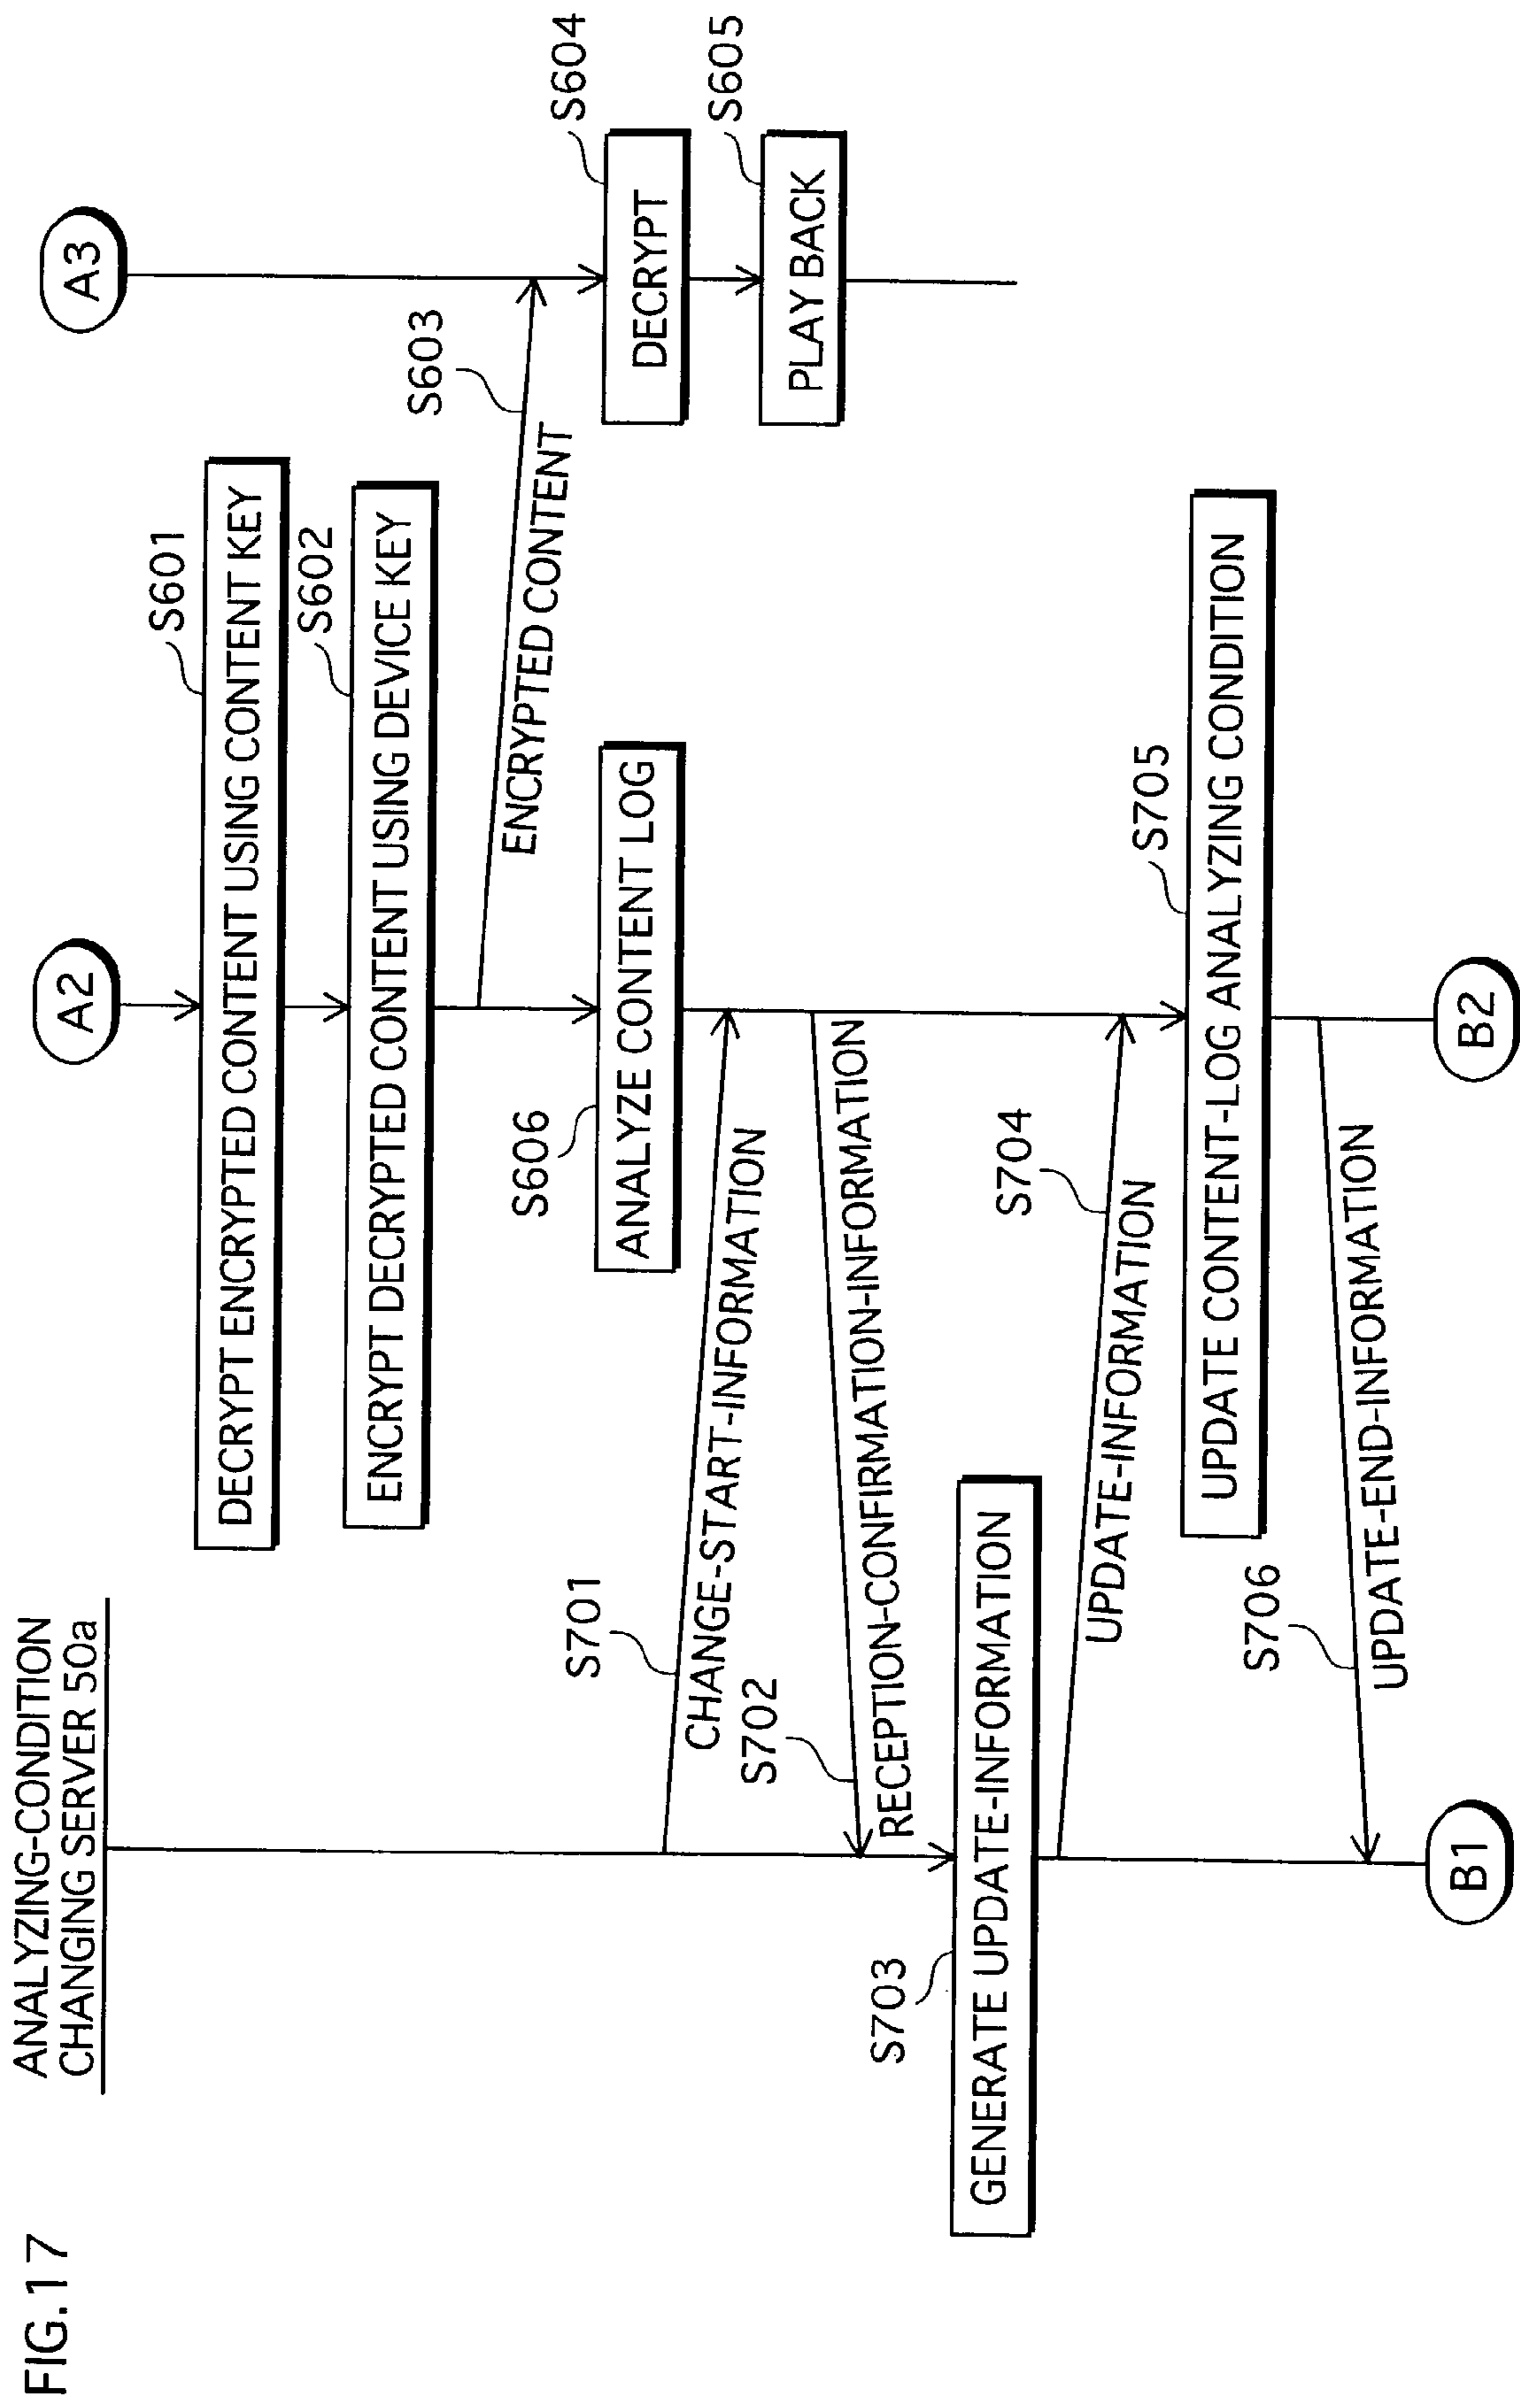 FIG.17
ANALYZING-CONDITION
CHANGING SERVER 50a
A2
A3
S601
DECRYPT ENCRYPTED CONTENT USING CONTENT KEY
S602
ENCRYPT DECRYPTED CONTENT USING DEVICE KEY
S603
ENCRYPTED CONTENT
S604
DECRYPT
S605
PLAY BACK
S606
ANALYZE CONTENT LOG
S701
CHANGE-START-INFORMATION
S702
RECEPTION-CONFIRMATION-INFORMATION
S703
GENERATE UPDATE-INFORMATION
S704
UPDATE-INFORMATION
S705
UPDATE CONTENT-LOG ANALYZING CONDITION
S706
UPDATE-END-INFORMATION
B1
B2